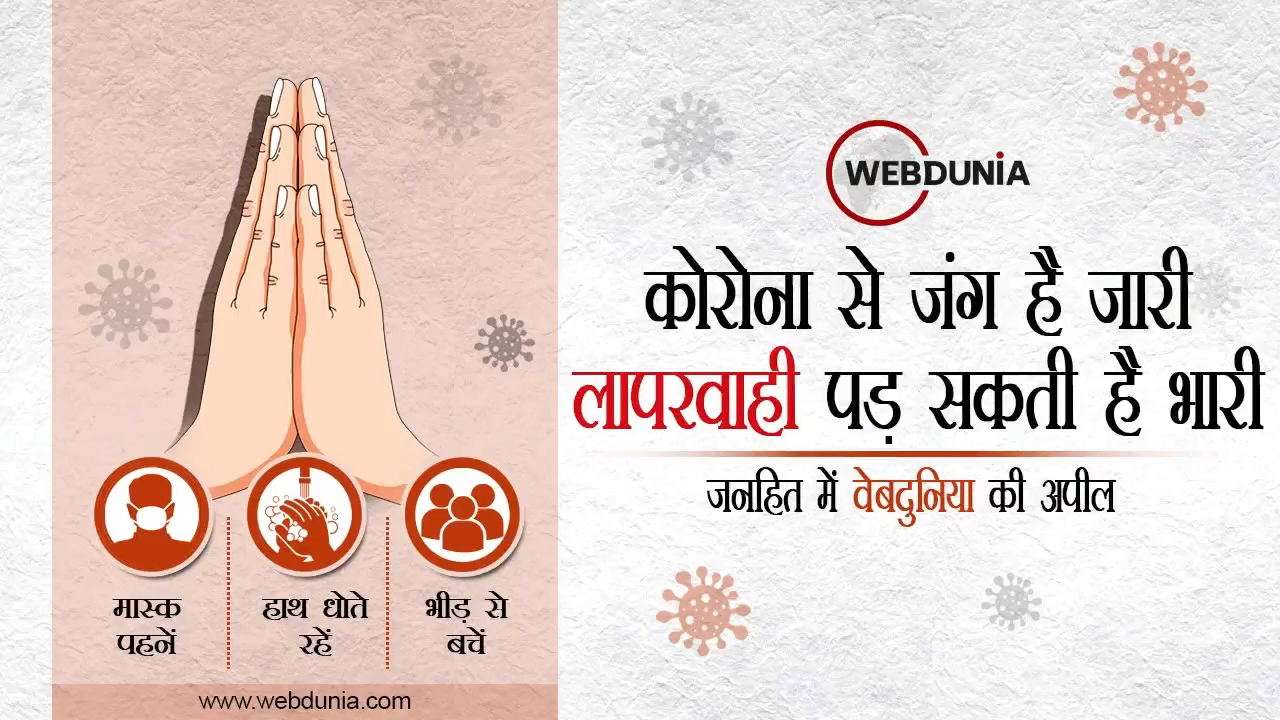 मास्क
पहनें
हाथ धोते
रहें
भीड़ से
बचें
www.webdunia.com
WEBDUNIA
कोरोना से जंग है जारी
लापरवाही पड़ सकती है भारी
जनहित में वेबदुनिया की अपील